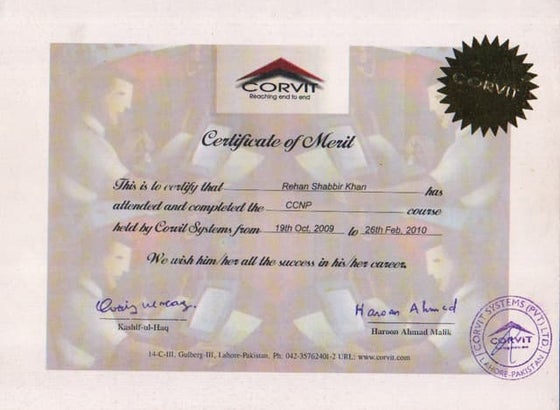 CORVIT
Reaching end to end
CORVIT
Certificate of Merit
This is to certify that Rehan Shabbir Khan has
attended and completed the CCNP course
held by Corvit Systems from 19th Oct, 2009 to 26th Feb, 2010
We wish him/her all the success in his/her career.
Haroon Ahmad
Kashif-ul-Haq
Haroon Ahmad Malik
14-C-III. Gulberg-III, Lahore-Pakistan, Ph. 042-35762401-2 URL: www.corvit.com
CORVIT SYSTEMS (PVT) LTD.
CORVIT
LAHORE-PAKISTAN